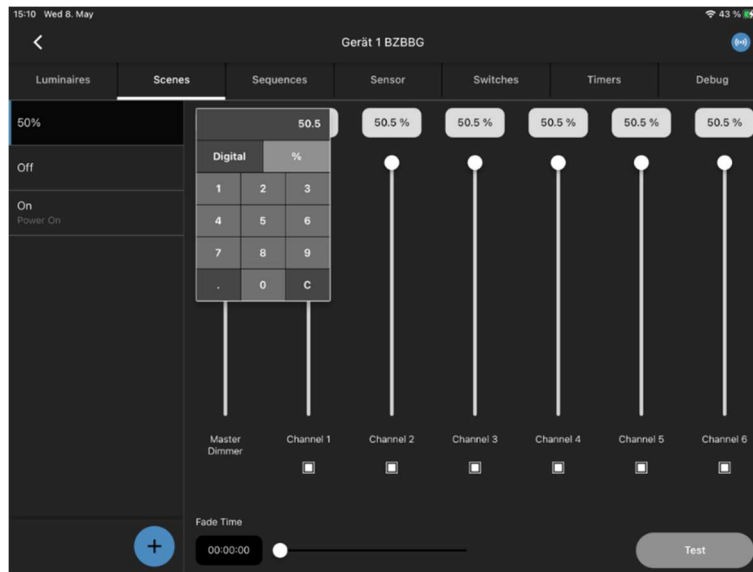 15:10 Wed 8. May
43 %
Gerät 1 BZBBG
Luminaires
Scenes
Sequences
Sensor
Switches
Timers
Debug
50%
Off
On
Power On
50.5
Digital
%
1 2 3
4 5 6
7 8 9
. 0 C
50.5 %
50.5 %
50.5 %
50.5 %
50.5 %
Master
Dimmer
Channel 1
Channel 2
Channel 3
Channel 4
Channel 5
Channel 6
Fade Time
00:00:00
+
Test